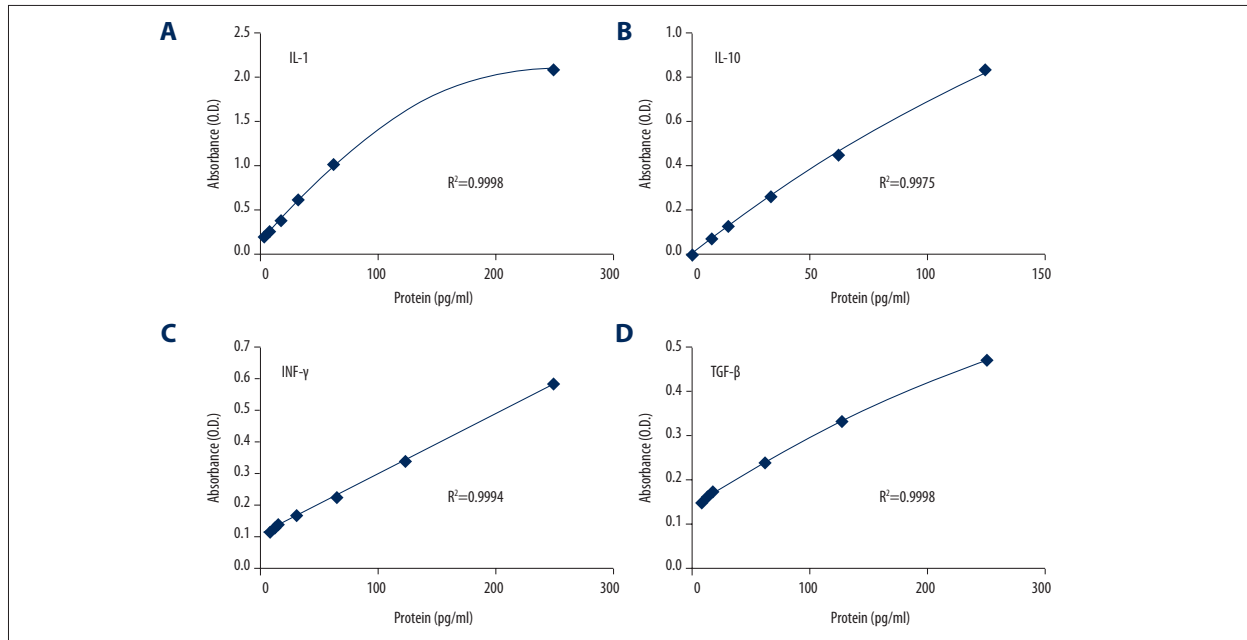 A
IL-1
Absorbance (O.D.)
2.5
2.0
1.5
1.0
0.5
0.0
R²=0.9998
0 100 200 300
Protein (pg/ml)
B
IL-10
Absorbance (O.D.)
1.0
0.8
0.6
0.4
0.2
0.0
R²=0.9975
0 50 100 150
Protein (pg/ml)
C
INF-γ
Absorbance (O.D.)
0.7
0.6
0.5
0.4
0.3
0.2
0.1
0.0
R²=0.9994
0 100 200 300
Protein (pg/ml)
D
TGF-β
Absorbance (O.D.)
0.5
0.4
0.3
0.2
0.1
0.0
R²=0.9998
0 50 100 200 300
Protein (pg/ml)